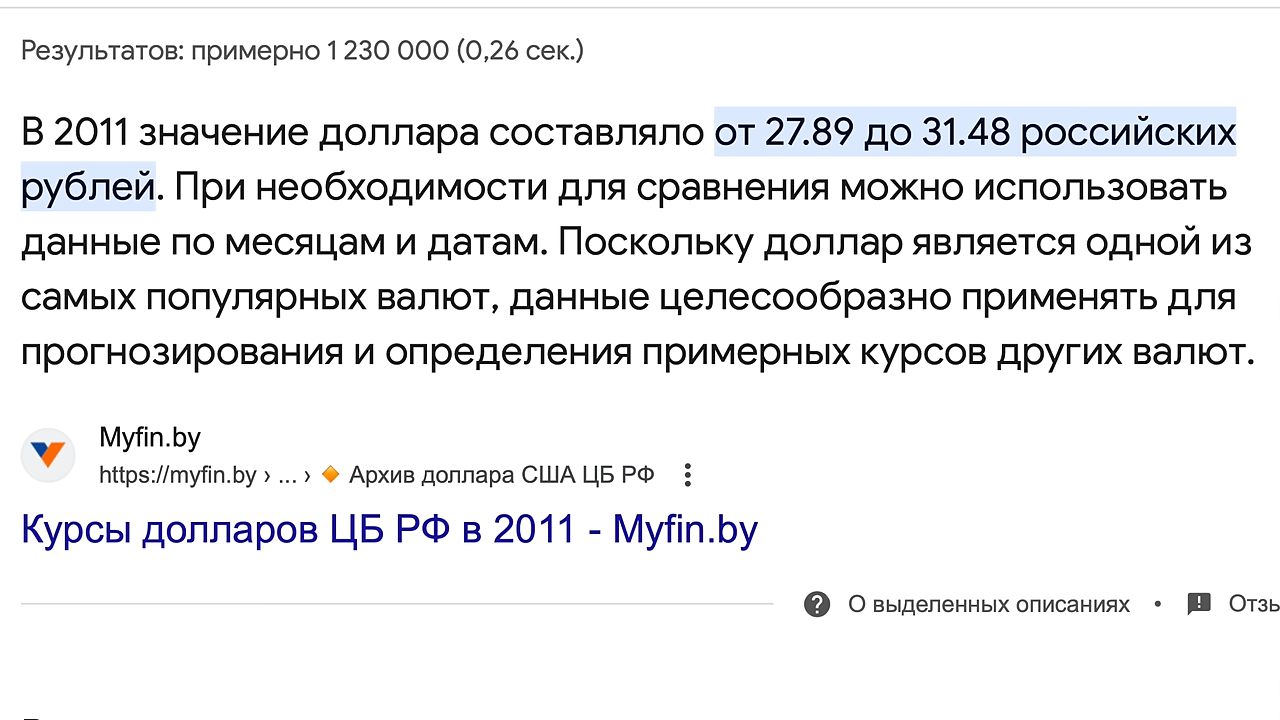 Результатов: примерно 1 230 000 (0,26 сек.)
В 2011 значение доллара составляло от 27.89 до 31.48 российских
рублей. При необходимости для сравнения можно использовать
данные по месяцам и датам. Поскольку доллар является одной из
самых популярных валют, данные целесообразно применять для
прогнозирования и определения примерных курсов других валют.
Myfin.by
https://myfin.by › ... › 🔸 Архив доллара США ЦБ РФ
Курсы долларов ЦБ РФ в 2011 - Myfin.by
О выделенных описаниях • Отзы